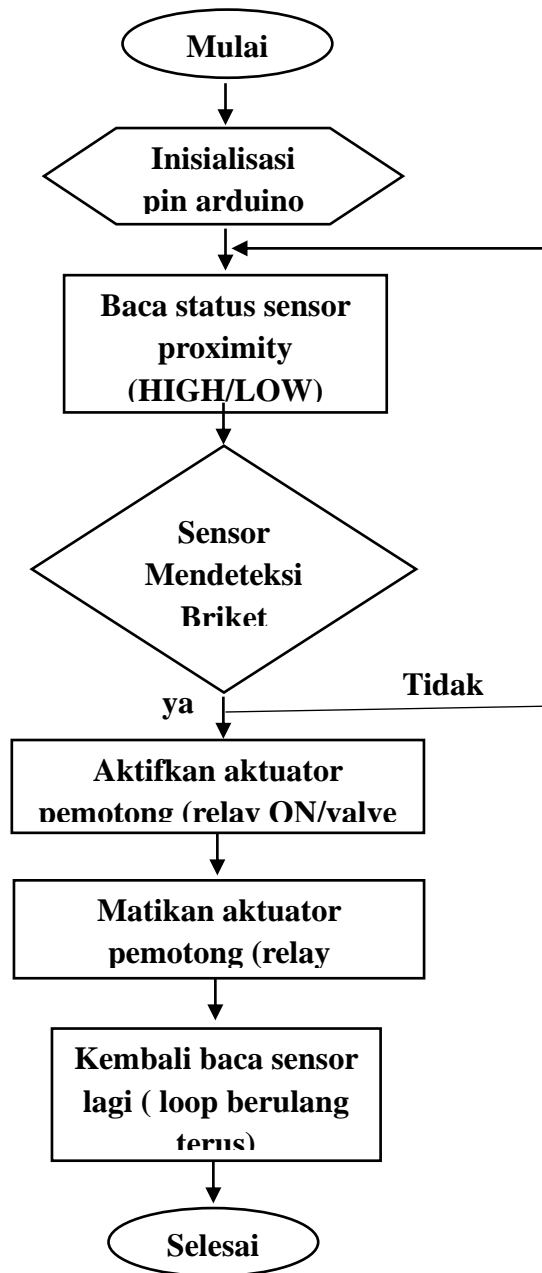 Mulai
Inisialisasi
pin arduino
Baca status sensor
proximity
(HIGH/LOW)
Sensor
Mendeteksi
Briket
ya
Tidak
Aktifkan aktuator
pemotong (relay ON/valve
Matikan aktuator
pemotong (relay
Kembali baca sensor
lagi ( loop berulang
terus)
Selesai